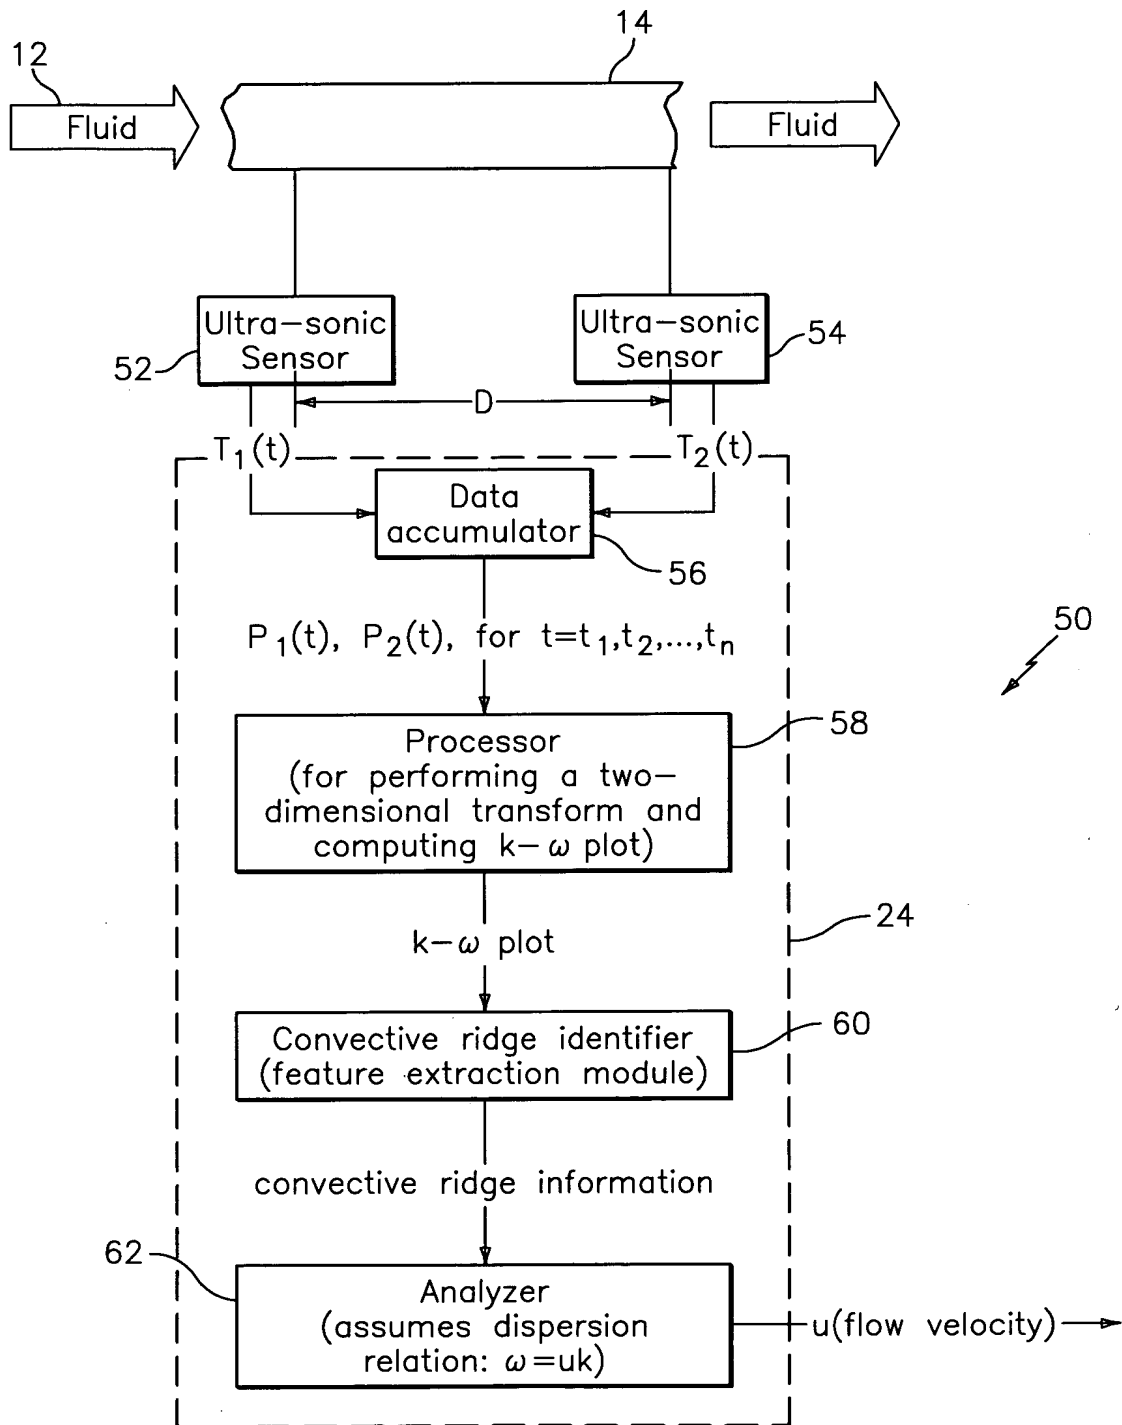 14
12
Fluid
Fluid
Ultra-sonic
Sensor
52
Ultra-sonic
Sensor
54
D
T1(t)
T2(t)
Data
accumulator
56
P1(t), P2(t), for t=t1,t2,...,tn
50
Processor
(for performing a two-
dimensional transform and
computing k-ω plot)
58
24
k-ω plot
Convective ridge identifier
(feature extraction module)
60
convective ridge information
62
Analyzer
(assumes dispersion
relation: ω=uk)
u(flow velocity)